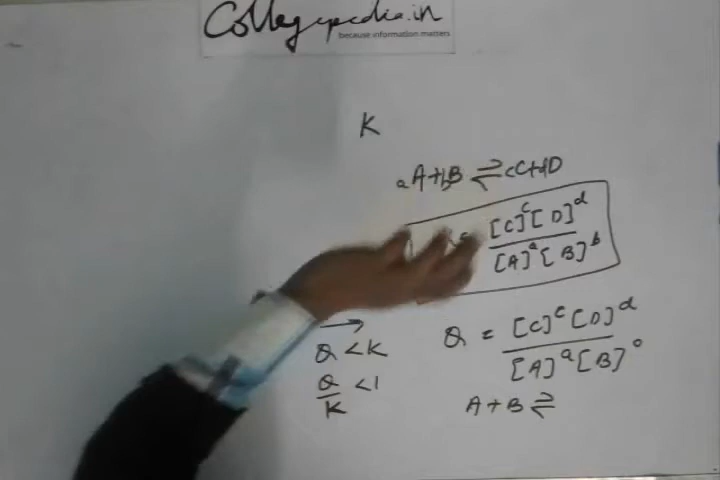 Collegepedia.in
because information matters
K
aA+bB ⇌ cC+dD
[C]^c [D]^d / [A]^a [B]^b
Q < K
Q/K < 1
Q = [C]^c [D]^d / [A]^a [B]^o
A + B ⇌